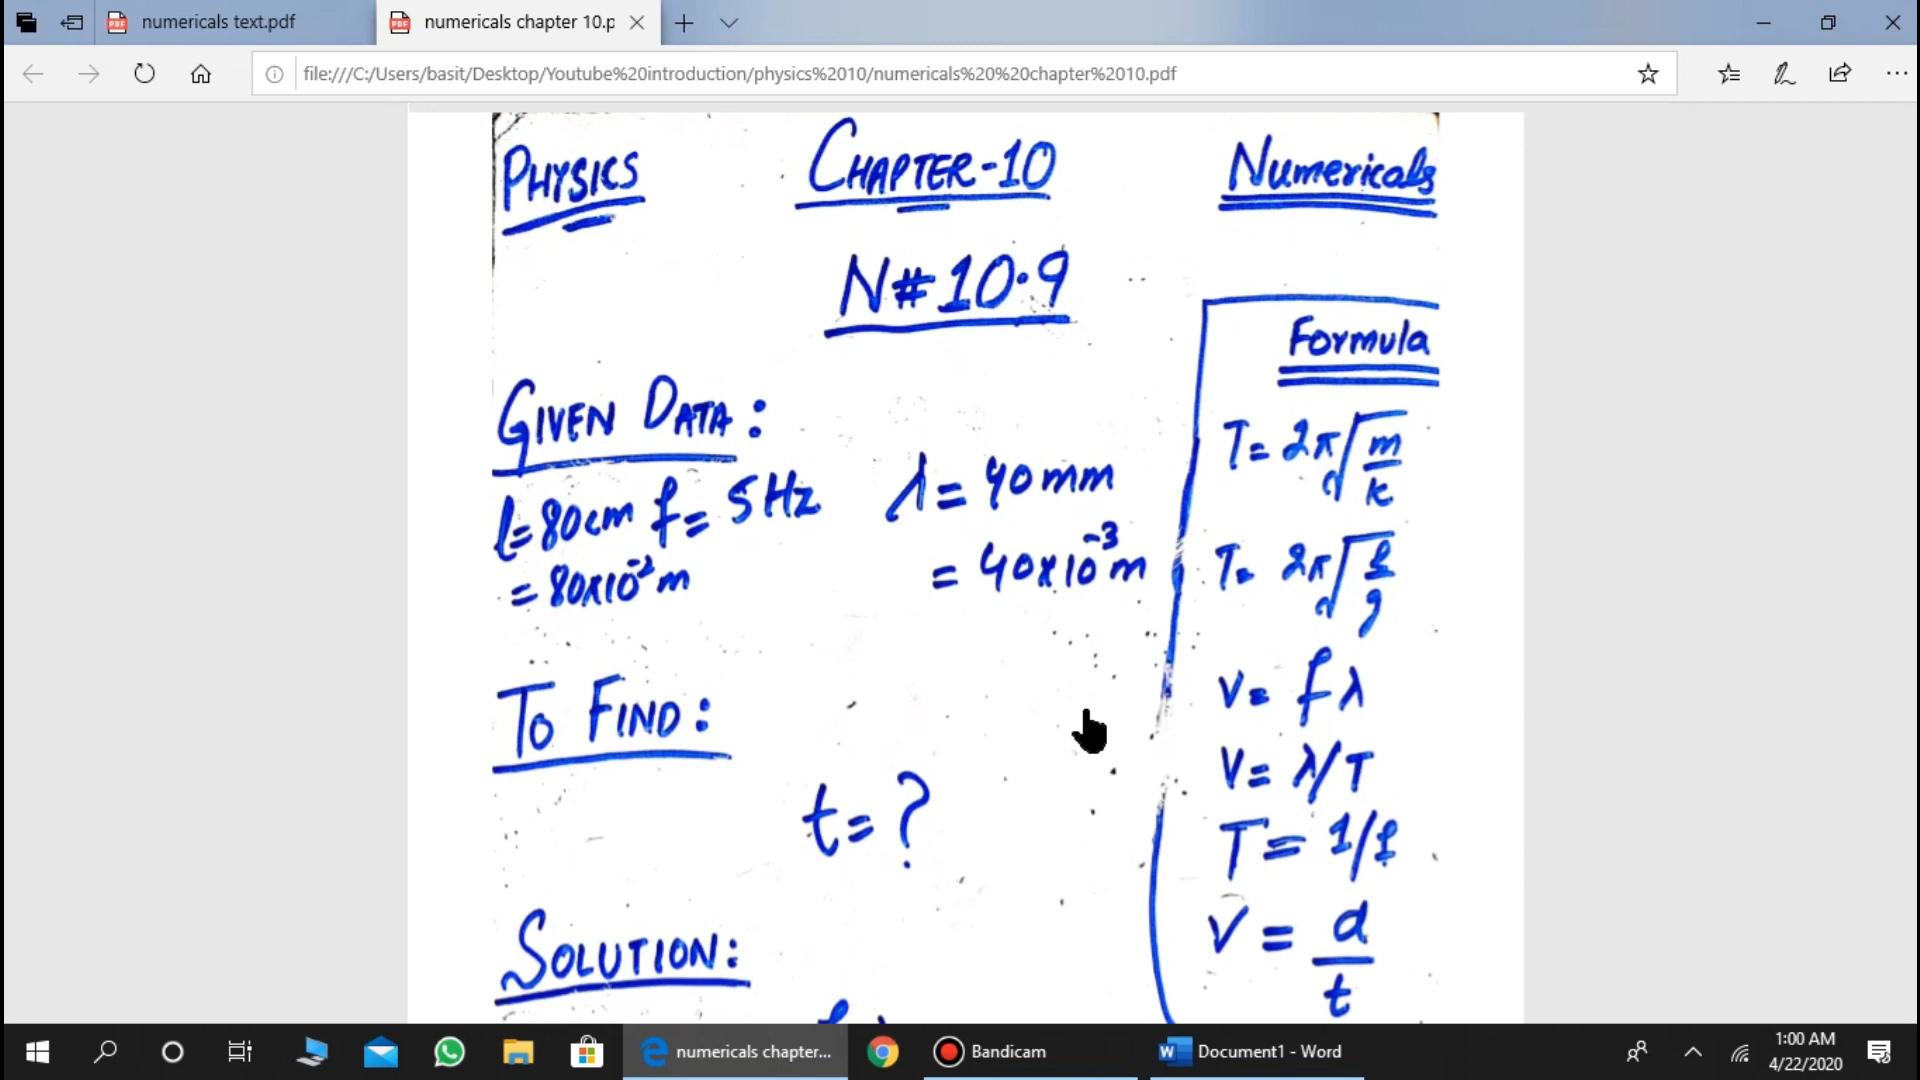 numericals text.pdf
numericals chapter 10.p
file:///C:/Users/basit/Desktop/Youtube%20introduction/physics%2010/numericals%20%20chapter%2010.pdf
PHYSICS CHAPTER-10 Numericals
N# 10.9
Formula
GIVEN DATA:
l=80cm f= 5Hz λ= 40mm
= 80x10⁻²m = 40x10⁻³m
T= 2π√m/k
T= 2π√l/g
TO FIND:
t=?
V= fλ
V= λ/T
T= 1/f
V= d/t
SOLUTION:
numericals chapter...
Bandicam
Document1 - Word
1:00 AM
4/22/2020